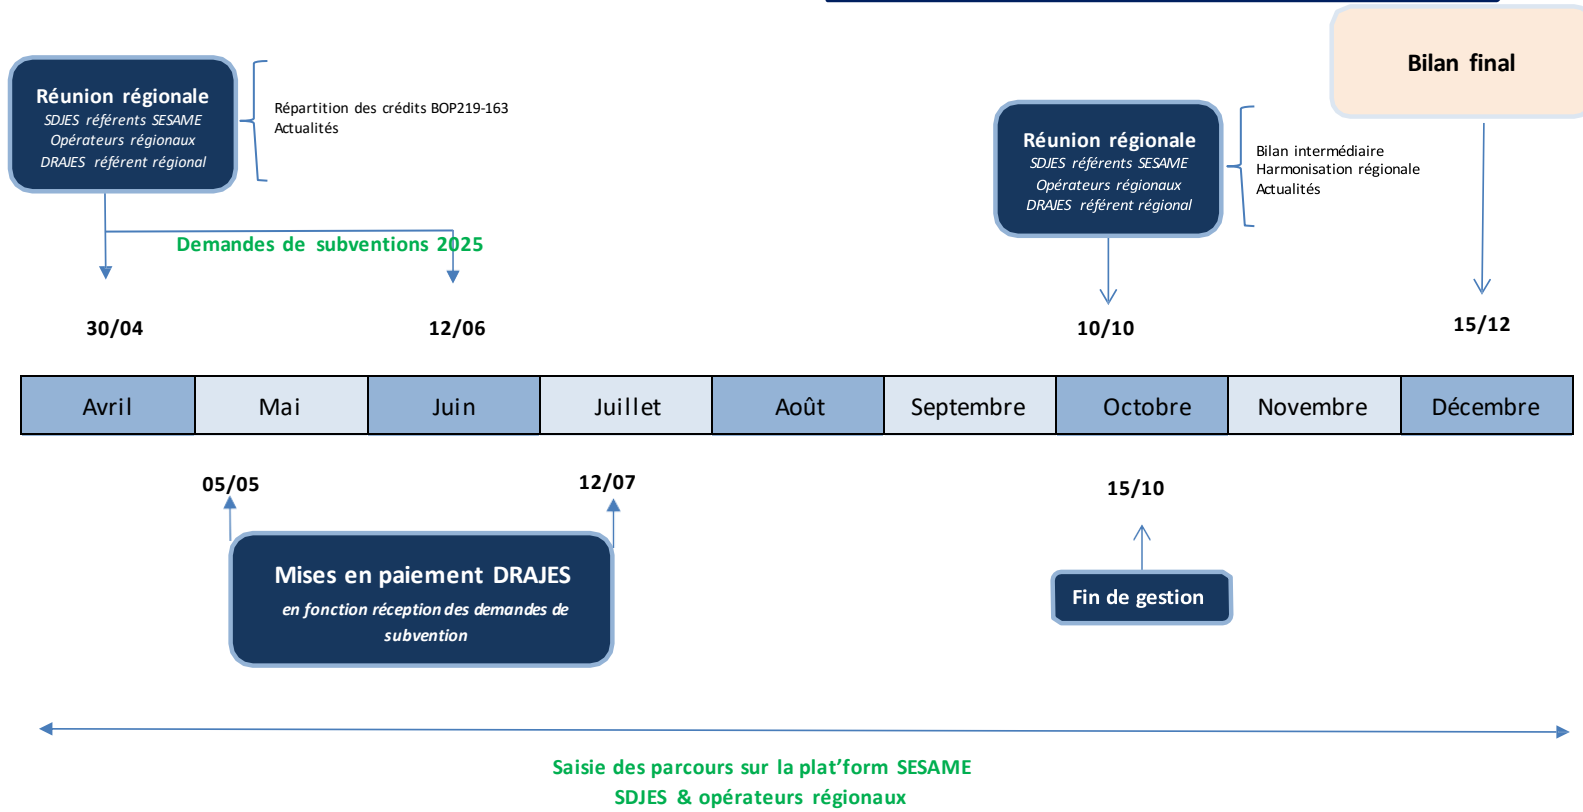 Bilan final
Réunion régionale
SDJES référents SESAME
Opérateurs régionaux
DRAJES référent régional
Répartition des crédits BOP219-163
Actualités
Réunion régionale
SDJES référents SESAME
Opérateurs régionaux
DRAJES référent régional
Bilan intermédiaire
Harmonisation régionale
Actualités
Demandes de subventions 2025
30/04
12/06
10/10
15/12
Avril
Mai
Juin
Juillet
Août
Septembre
Octobre
Novembre
Décembre
05/05
12/07
15/10
Mises en paiement DRAJES
en fonction réception des demandes de
subvention
Fin de gestion
Saisie des parcours sur la plat’form SESAME
SDJES & opérateurs régionaux